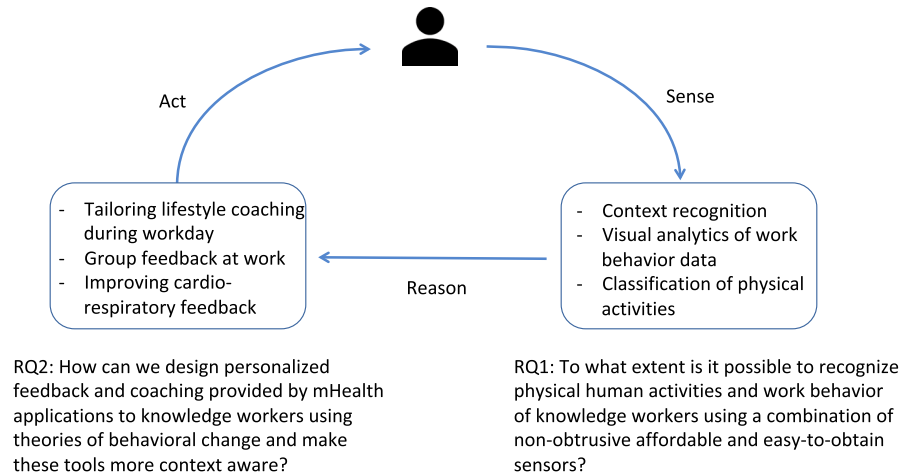 Act
Sense
- Tailoring lifestyle coaching
during workday
- Group feedback at work
- Improving cardio-
respiratory feedback
Reason
- Context recognition
- Visual analytics of work
behavior data
- Classification of physical
activities
RQ2: How can we design personalized
feedback and coaching provided by mHealth
applications to knowledge workers using
theories of behavioral change and make
these tools more context aware?
RQ1: To what extent is it possible to recognize
physical human activities and work behavior
of knowledge workers using a combination of
non-obtrusive affordable and easy-to-obtain
sensors?